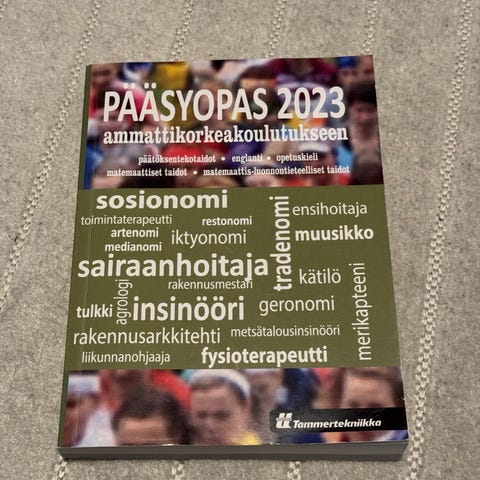 PÄÄSYOPAS 2023
ammattikorkeakoulutukseen
päätöksentekotaidot • englanti • opetuskieli
matemaattiset taidot • matemaattis-luonnontieteelliset taidot
sosionomi
tradenomi
ensihoitaja
toimintaterapeutti
restonomi
artenomi
iktyonomi
muusikko
medianomi
sairaanhoitaja
kätilö
merikapteeni
agrologi
rakennusmestari
tulkki
insinööri
geronomi
rakennusarkkitehti
metsätalousinsinööri
liikunnanohjaaja
fysioterapeutti
tt Tammertekniikka